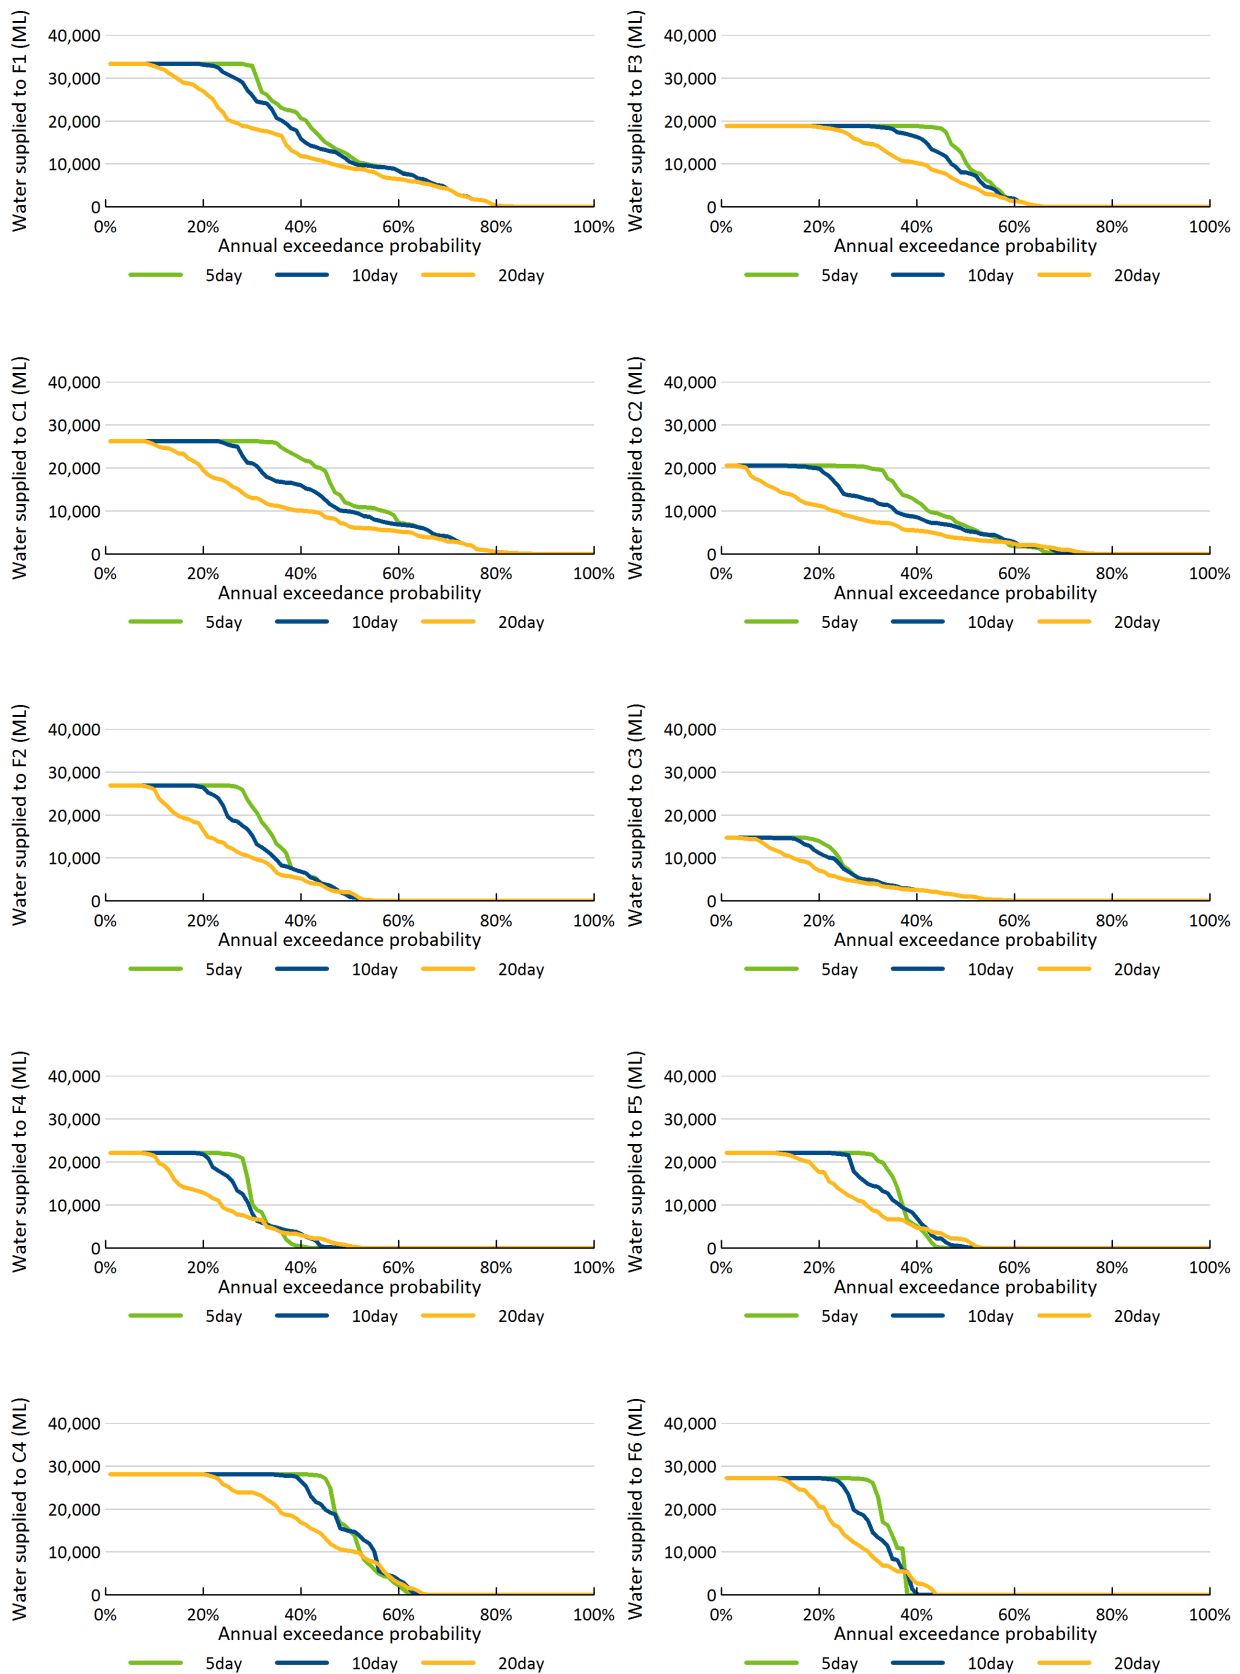 Water supplied to F1 (ML)
40,000
30,000
20,000
10,000
0
0% 20% 40% 60% 80% 100%
Annual exceedance probability
5day 10day 20day
Water supplied to F3 (ML)
40,000
30,000
20,000
10,000
0
0% 20% 40% 60% 80% 100%
Annual exceedance probability
5day 10day 20day
Water supplied to C1 (ML)
40,000
30,000
20,000
10,000
0
0% 20% 40% 60% 80% 100%
Annual exceedance probability
5day 10day 20day
Water supplied to C2 (ML)
40,000
30,000
20,000
10,000
0
0% 20% 40% 60% 80% 100%
Annual exceedance probability
5day 10day 20day
Water supplied to F2 (ML)
40,000
30,000
20,000
10,000
0
0% 20% 40% 60% 80% 100%
Annual exceedance probability
5day 10day 20day
Water supplied to C3 (ML)
40,000
30,000
20,000
10,000
0
0% 20% 40% 60% 80% 100%
Annual exceedance probability
5day 10day 20day
Water supplied to F4 (ML)
40,000
30,000
20,000
10,000
0
0% 20% 40% 60% 80% 100%
Annual exceedance probability
5day 10day 20day
Water supplied to F5 (ML)
40,000
30,000
20,000
10,000
0
0% 20% 40% 60% 80% 100%
Annual exceedance probability
5day 10day 20day
Water supplied to C4 (ML)
40,000
30,000
20,000
10,000
0
0% 20% 40% 60% 80% 100%
Annual exceedance probability
5day 10day 20day
Water supplied to F6 (ML)
40,000
30,000
20,000
10,000
0
0% 20% 40% 60% 80% 100%
Annual exceedance probability
5day 10day 20day